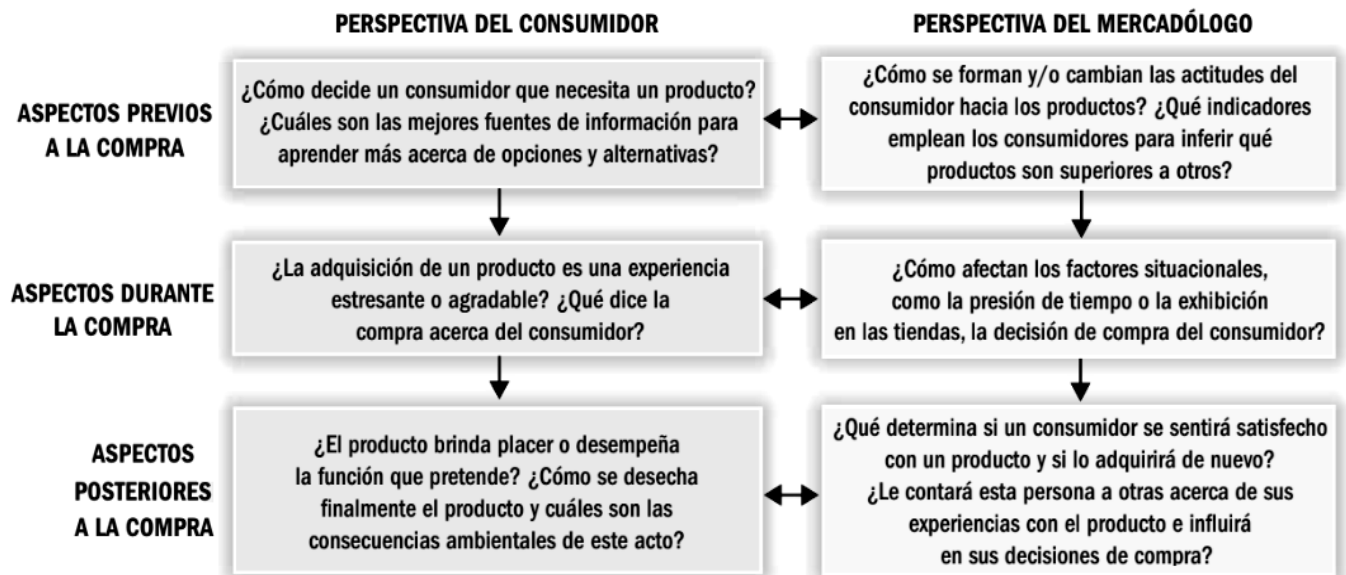 PERSPECTIVA DEL CONSUMIDOR
PERSPECTIVA DEL MERCADÓLOGO
ASPECTOS PREVIOS
A LA COMPRA
¿Cómo decide un consumidor que necesita un producto?
¿Cuáles son las mejores fuentes de información para
aprender más acerca de opciones y alternativas?
¿Cómo se forman y/o cambian las actitudes del
consumidor hacia los productos? ¿Qué indicadores
emplean los consumidores para inferir qué
productos son superiores a otros?
ASPECTOS DURANTE
LA COMPRA
¿La adquisición de un producto es una experiencia
estresante o agradable? ¿Qué dice la
compra acerca del consumidor?
¿Cómo afectan los factores situacionales,
como la presión de tiempo o la exhibición
en las tiendas, la decisión de compra del consumidor?
ASPECTOS
POSTERIORES
A LA COMPRA
¿El producto brinda placer o desempeña
la función que pretende? ¿Cómo se desecha
finalmente el producto y cuáles son las
consecuencias ambientales de este acto?
¿Qué determina si un consumidor se sentirá satisfecho
con un producto y si lo adquirirá de nuevo?
¿Le contará esta persona a otras acerca de sus
experiencias con el producto e influirá
en sus decisiones de compra?